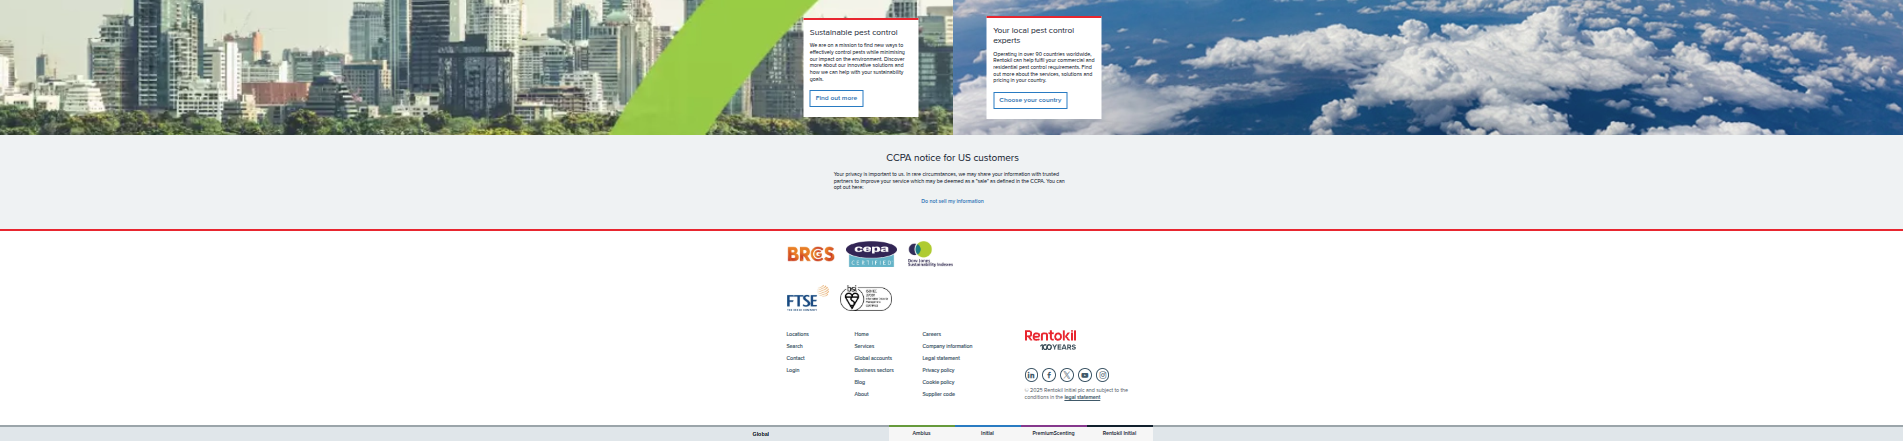 Sustainable pest control
We are on a mission to find new ways to
effectively control pests while minimising
our impact on the environment. Discover
more about our innovative solutions and
how we can help with your sustainability
goals.
Find out more
Your local pest control
experts
Operating in over 90 countries worldwide,
Rentokil can help fulfil your commercial and
residential pest control requirements. Find
out more about the services, solutions and
pricing in your country.
Choose your country
CCPA notice for US customers
Your privacy is important to us. In rare circumstances, we may share your information with trusted
partners to improve your service which may be deemed as a "sale" as defined in the CCPA. You can
opt out here:
Do not sell my information
BRCS
cepa
CERTIFIED
Dow Jones
Sustainability Indexes
FTSE
bsi
Locations
Search
Contact
Login
Home
Services
Global accounts
Business sectors
Blog
About
Careers
Company information
Legal statement
Privacy policy
Cookie policy
Supplier code
Rentokil
100 YEARS
© 2025 Rentokil Initial plc and subject to the
conditions in the legal statement
Global
Ambius
Initial
PremiumScenting
Rentokil Initial